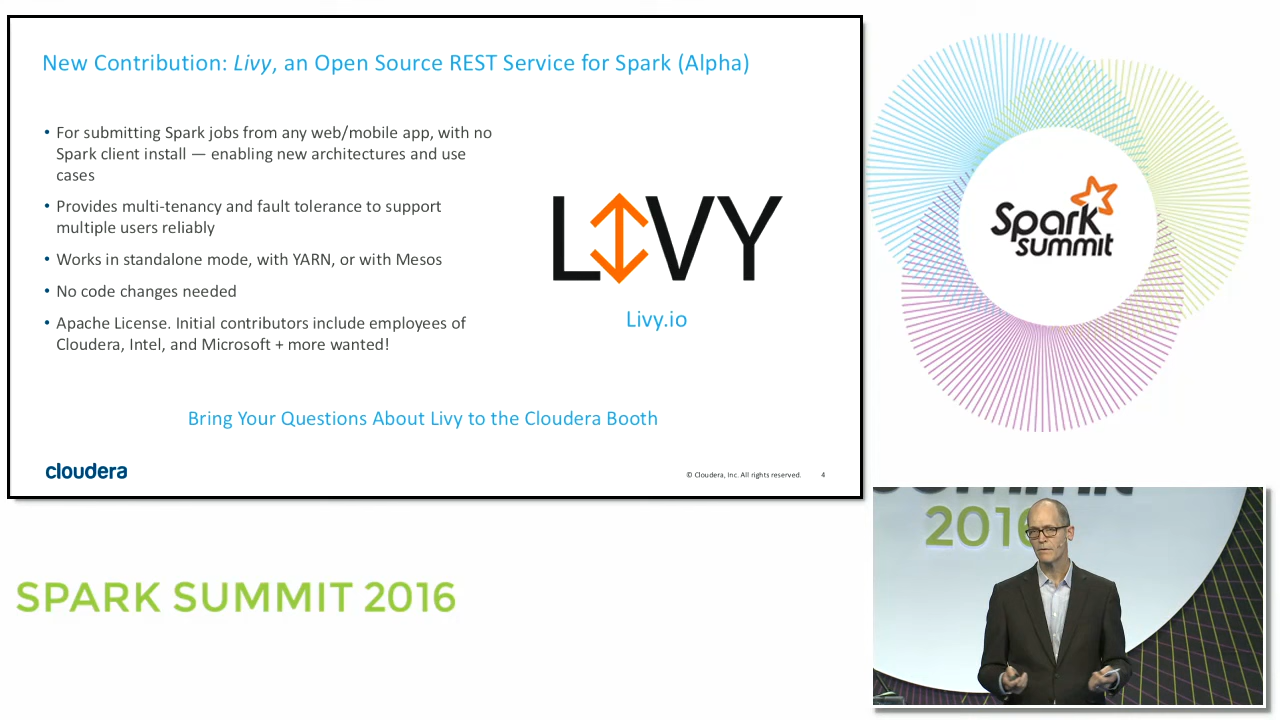 New Contribution: Livy, an Open Source REST Service for Spark (Alpha)
• For submitting Spark jobs from any web/mobile app, with no
Spark client install — enabling new architectures and use
cases
• Provides multi-tenancy and fault tolerance to support
multiple users reliably
• Works in standalone mode, with YARN, or with Mesos
• No code changes needed
• Apache License. Initial contributors include employees of
Cloudera, Intel, and Microsoft + more wanted!
LIVY
Livy.io
Bring Your Questions About Livy to the Cloudera Booth
cloudera
© Cloudera, Inc. All rights reserved.
4
Spark
summit
SPARK SUMMIT 2016
2016